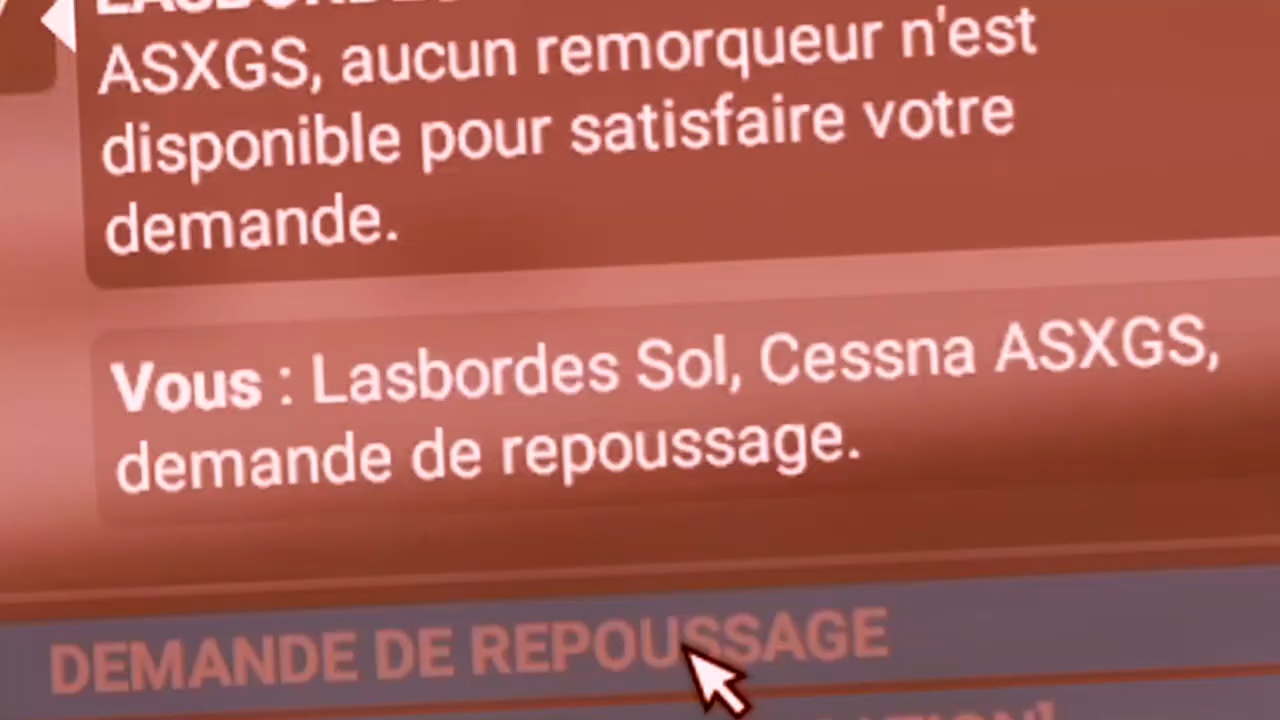 ASXGS, aucun remorqueur n'est
disponible pour satisfaire votre
demande.
Vous : Lasbordes Sol, Cessna ASXGS,
demande de repoussage.
DEMANDE DE REPOUSSAGE